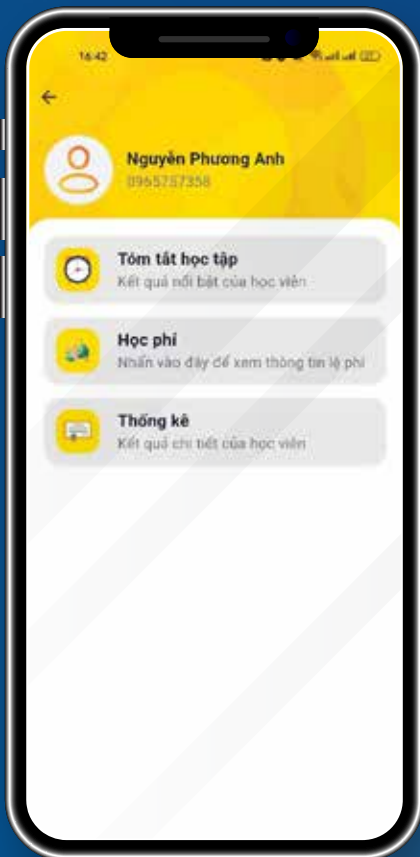 16:42
Nguyễn Phương Anh
0965757358
Tóm tắt học tập
Kết quả nổi bật của học viên
Học phí
Nhấn vào đây để xem thông tin lệ phí
Thống kê
Kết quả chi tiết của học viên